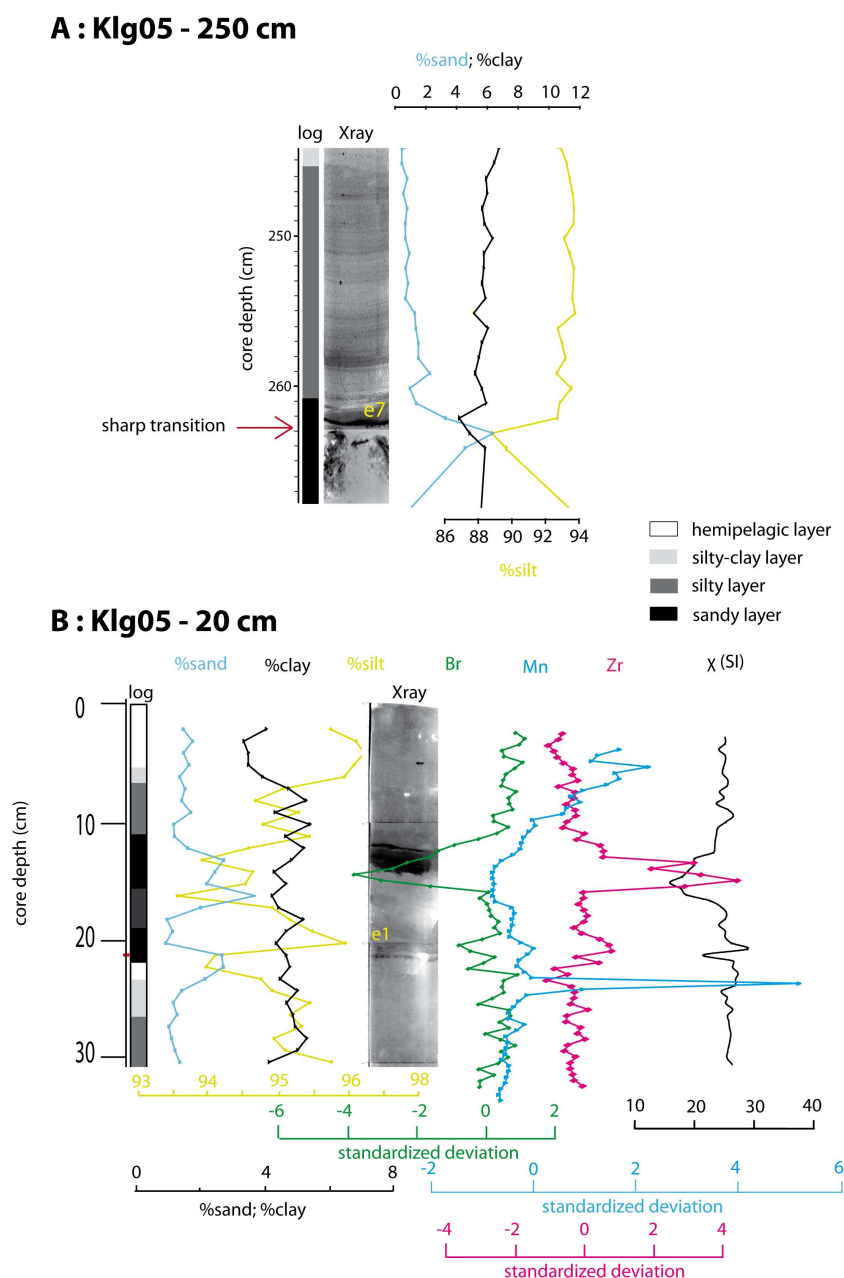 A : Klg05 - 250 cm
%sand; %clay
0 2 4 6 8 10 12
log Xray
250
core depth (cm)
260
e7
sharp transition
86 88 90 92 94
%silt
hemipelagic layer
silty-clay layer
silty layer
sandy layer
B : Klg05 - 20 cm
%sand %clay %silt Br Mn Zr χ (SI)
log Xray
0
10
core depth (cm)
20
e1
30
93 94 95 96 98
-6 -4 -2 0 2
standardized deviation
10 20 30 40
0 4 8
%sand; %clay
-2 0 2 4 6
standardized deviation
-4 -2 0 2 4
standardized deviation